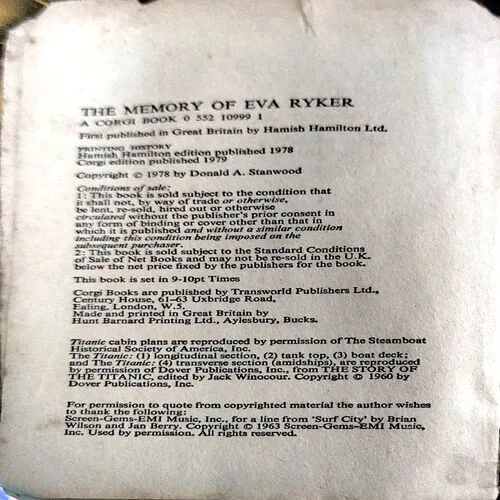 THE MEMORY OF EVA RYKER
A CORGI BOOK 0 552 10999 1
First published in Great Britain by Hamish Hamilton Ltd.
PRINTING HISTORY
Hamish Hamilton edition published 1978
Corgi edition published 1979
Copyright © 1978 by Donald A. Stanwood
Conditions of sale:
1: This book is sold subject to the condition that
it shall not, by way of trade or otherwise,
be lent, re-sold, hired out or otherwise
circulated without the publisher's prior consent in
any form of binding or cover other than that in
which it is published and without a similar condition
including this condition being imposed on the
subsequent purchaser.
2: This book is sold subject to the Standard Conditions
of Sale of Net Books and may not be re-sold in the U.K.
below the net price fixed by the publishers for the book.
This book is set in 9-10pt Times
Corgi Books are published by Transworld Publishers Ltd.,
Century House, 61-63 Uxbridge Road,
Ealing, London, W.5.
Made and printed in Great Britain by
Hunt Barnard Printing Ltd., Aylesbury, Bucks.
Titanic cabin plans are reproduced by permission of The Steamboat
Historical Society of America, Inc.
The Titanic: (1) longitudinal section, (2) tank top, (3) boat deck;
and The Titanic: (4) transverse section (amidships), are reproduced
by permission of Dover Publications, Inc., from THE STORY OF
THE TITANIC, edited by Jack Winocour. Copyright © 1960 by
Dover Publications, Inc.
For permission to quote from copyrighted material the author wishes
to thank the following:
Screen-Gems-EMI Music, Inc., for a line from 'Surf City' by Brian
Wilson and Jan Berry. Copyright © 1963 Screen-Gems-EMI Music,
Inc. Used by permission. All rights reserved.